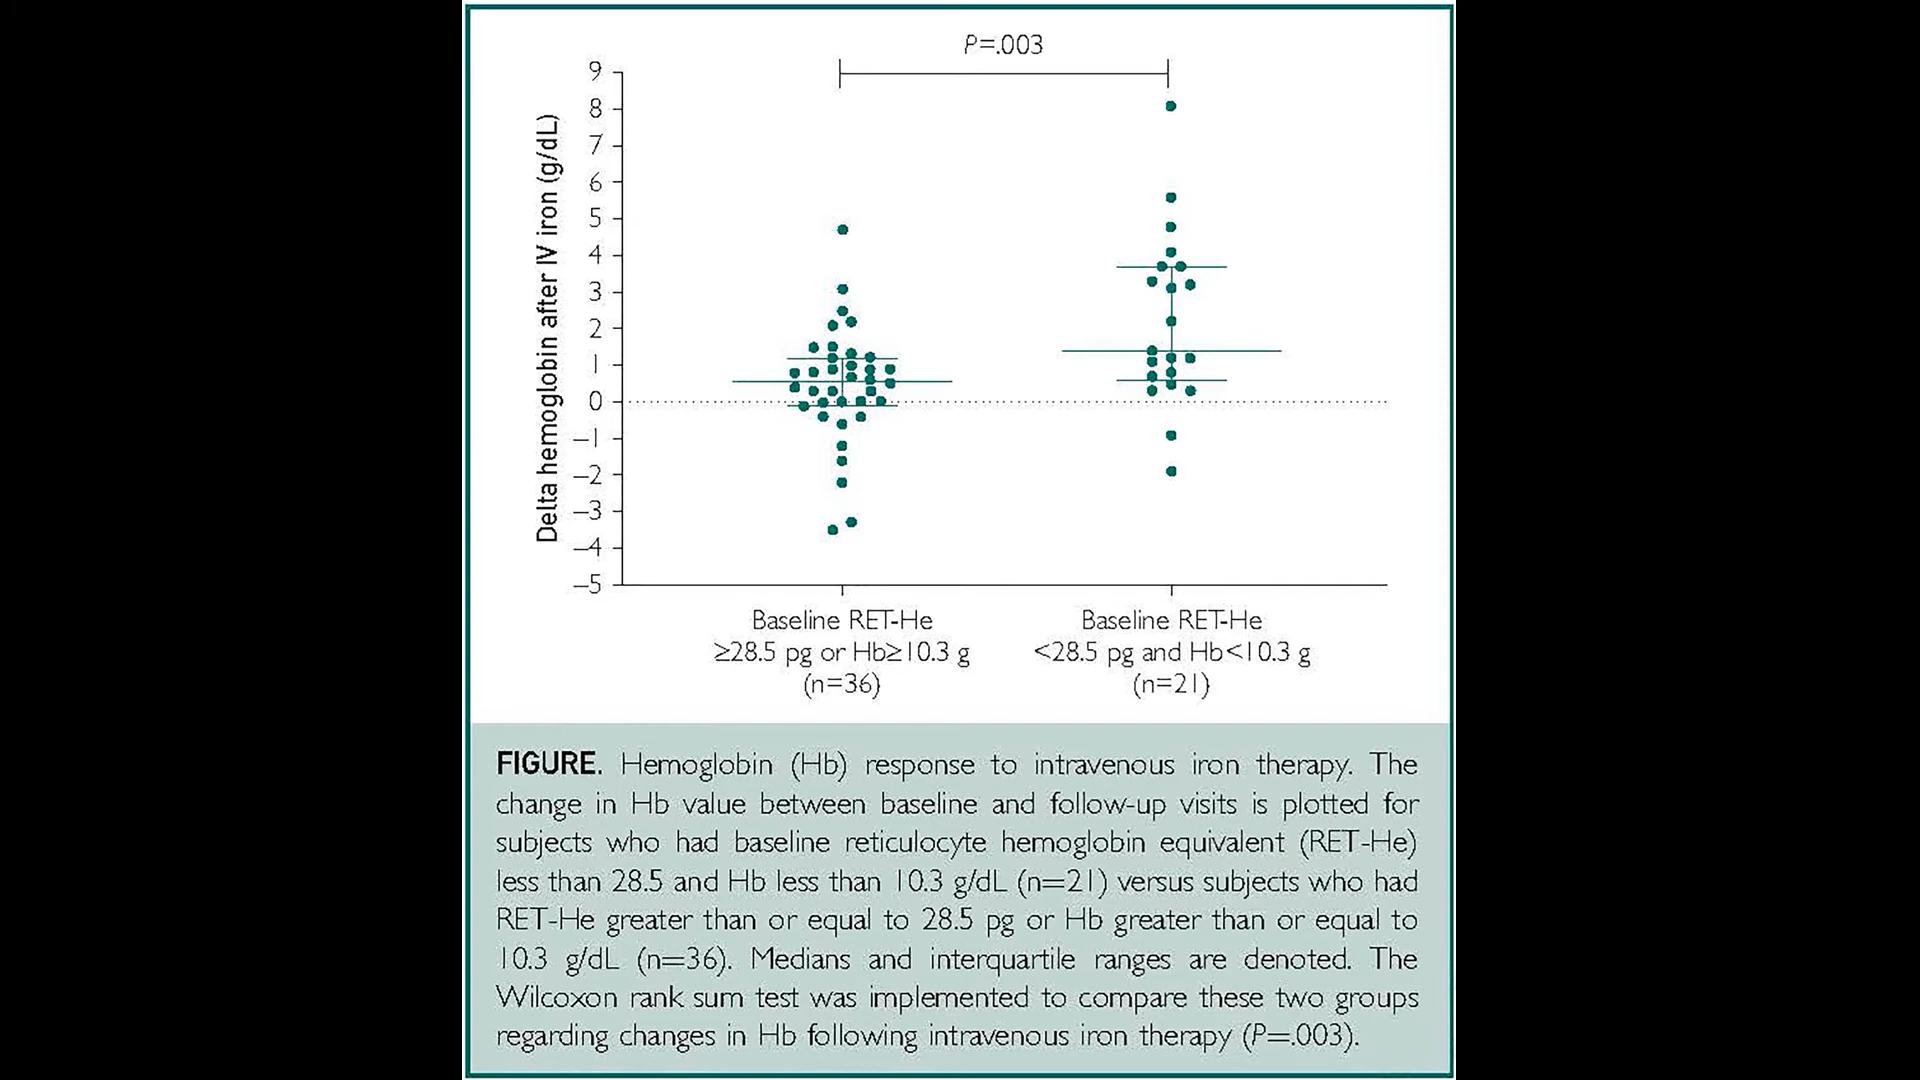 P=.003
9
8
7
6
5
4
3
2
1
0
–1
–2
–3
–4
–5
Delta hemoglobin after IV iron (g/dL)
Baseline RET-He
≥28.5 pg or Hb≥10.3 g
(n=36)
Baseline RET-He
<28.5 pg and Hb<10.3 g
(n=21)
FIGURE. Hemoglobin (Hb) response to intravenous iron therapy. The
change in Hb value between baseline and follow-up visits is plotted for
subjects who had baseline reticulocyte hemoglobin equivalent (RET-He)
less than 28.5 and Hb less than 10.3 g/dL (n=21) versus subjects who had
RET-He greater than or equal to 28.5 pg or Hb greater than or equal to
10.3 g/dL (n=36). Medians and interquartile ranges are denoted. The
Wilcoxon rank sum test was implemented to compare these two groups
regarding changes in Hb following intravenous iron therapy (P=.003).